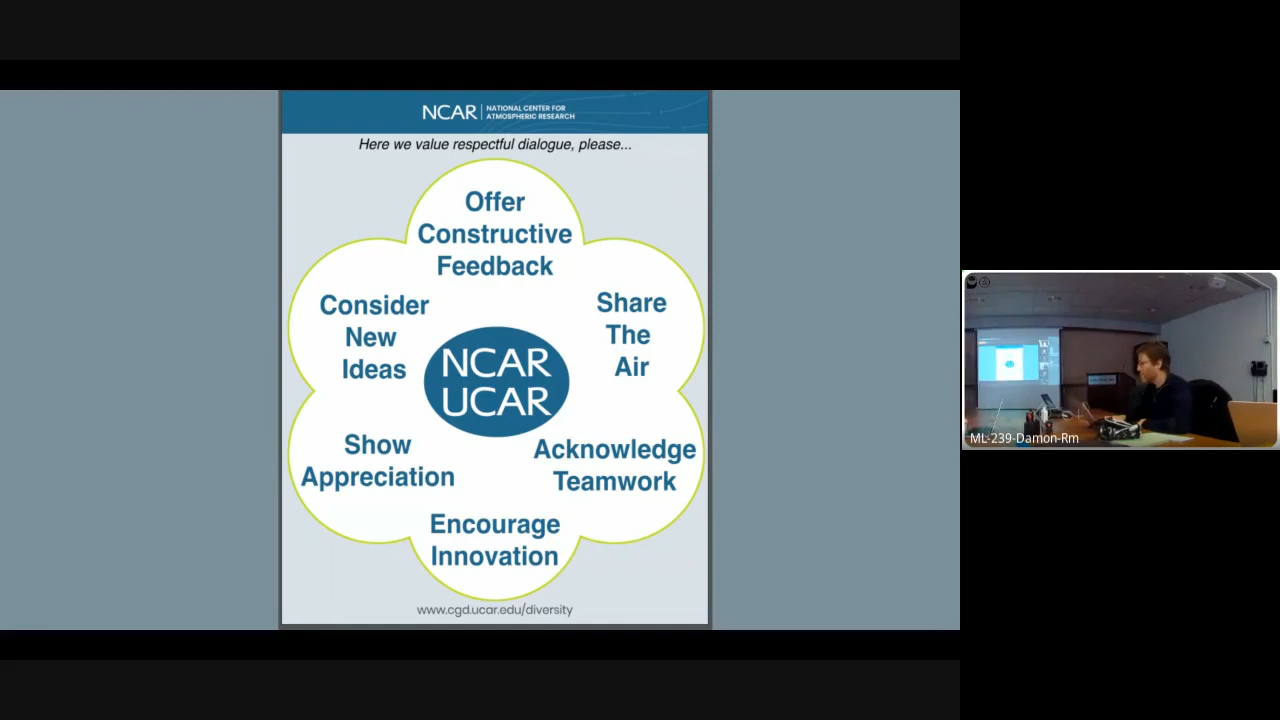 NCAR | NATIONAL CENTER FOR
ATMOSPHERIC RESEARCH
Here we value respectful dialogue, please...
Offer
Constructive
Feedback
Consider
New
Ideas
Share
The
Air
NCAR
UCAR
Show
Appreciation
Acknowledge
Teamwork
Encourage
Innovation
www.cgd.ucar.edu/diversity
ML-239-Damon-Rm